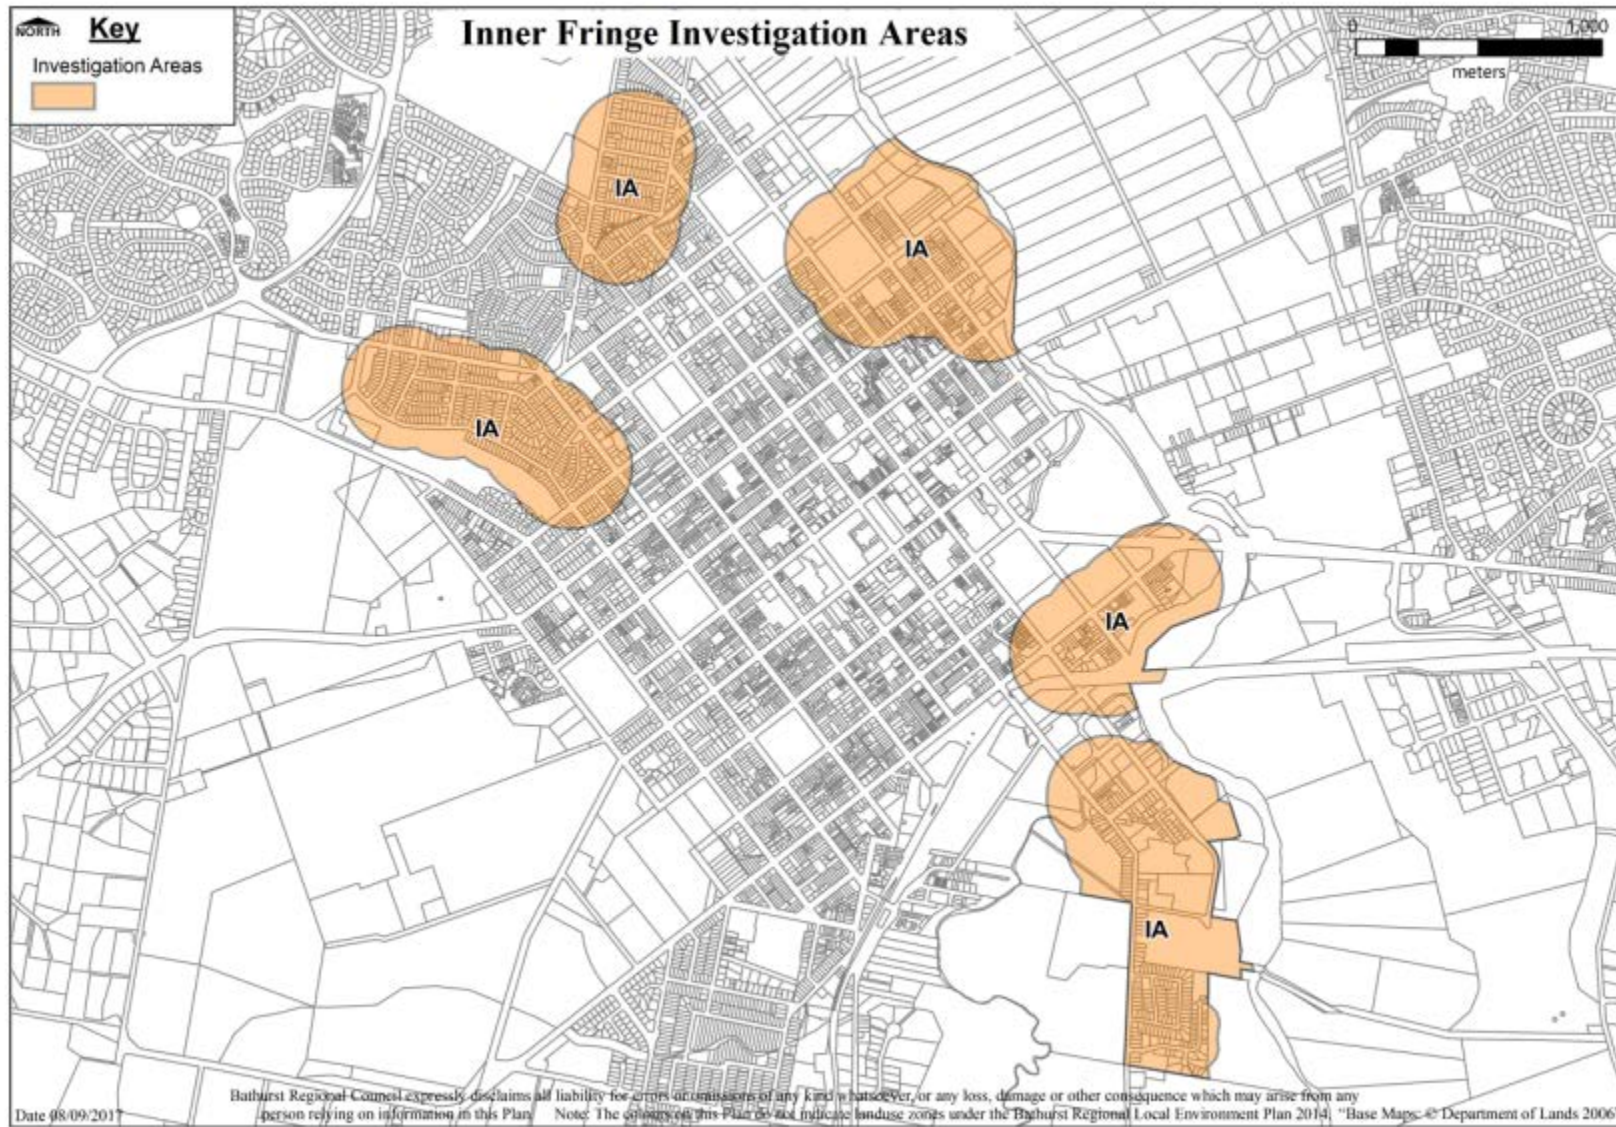 NORTH
Key
Investigation Areas
Inner Fringe Investigation Areas
0 1,000
meters
IA
IA
IA
IA
IA
Bathurst Regional Council expressly disclaims all liability for errors or omissions of any kind whatsoever, or any loss, damage or other consequence which may arise from any
person relying on information in this Plan Note: The colours on this Plan do not indicate landuse zones under the Bathurst Regional Local Environment Plan 2014. "Base Maps: © Department of Lands 2006"
Date 08/09/2017